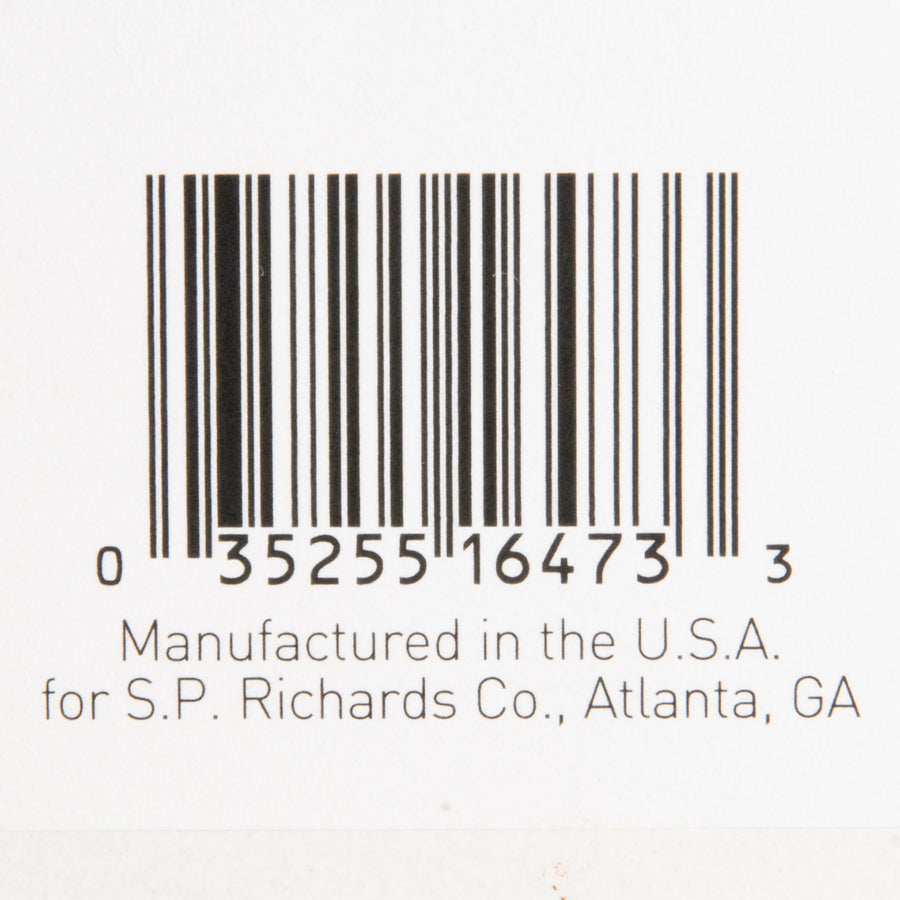 0 35255 16473 3
Manufactured in the U.S.A.
for S.P. Richards Co., Atlanta, GA